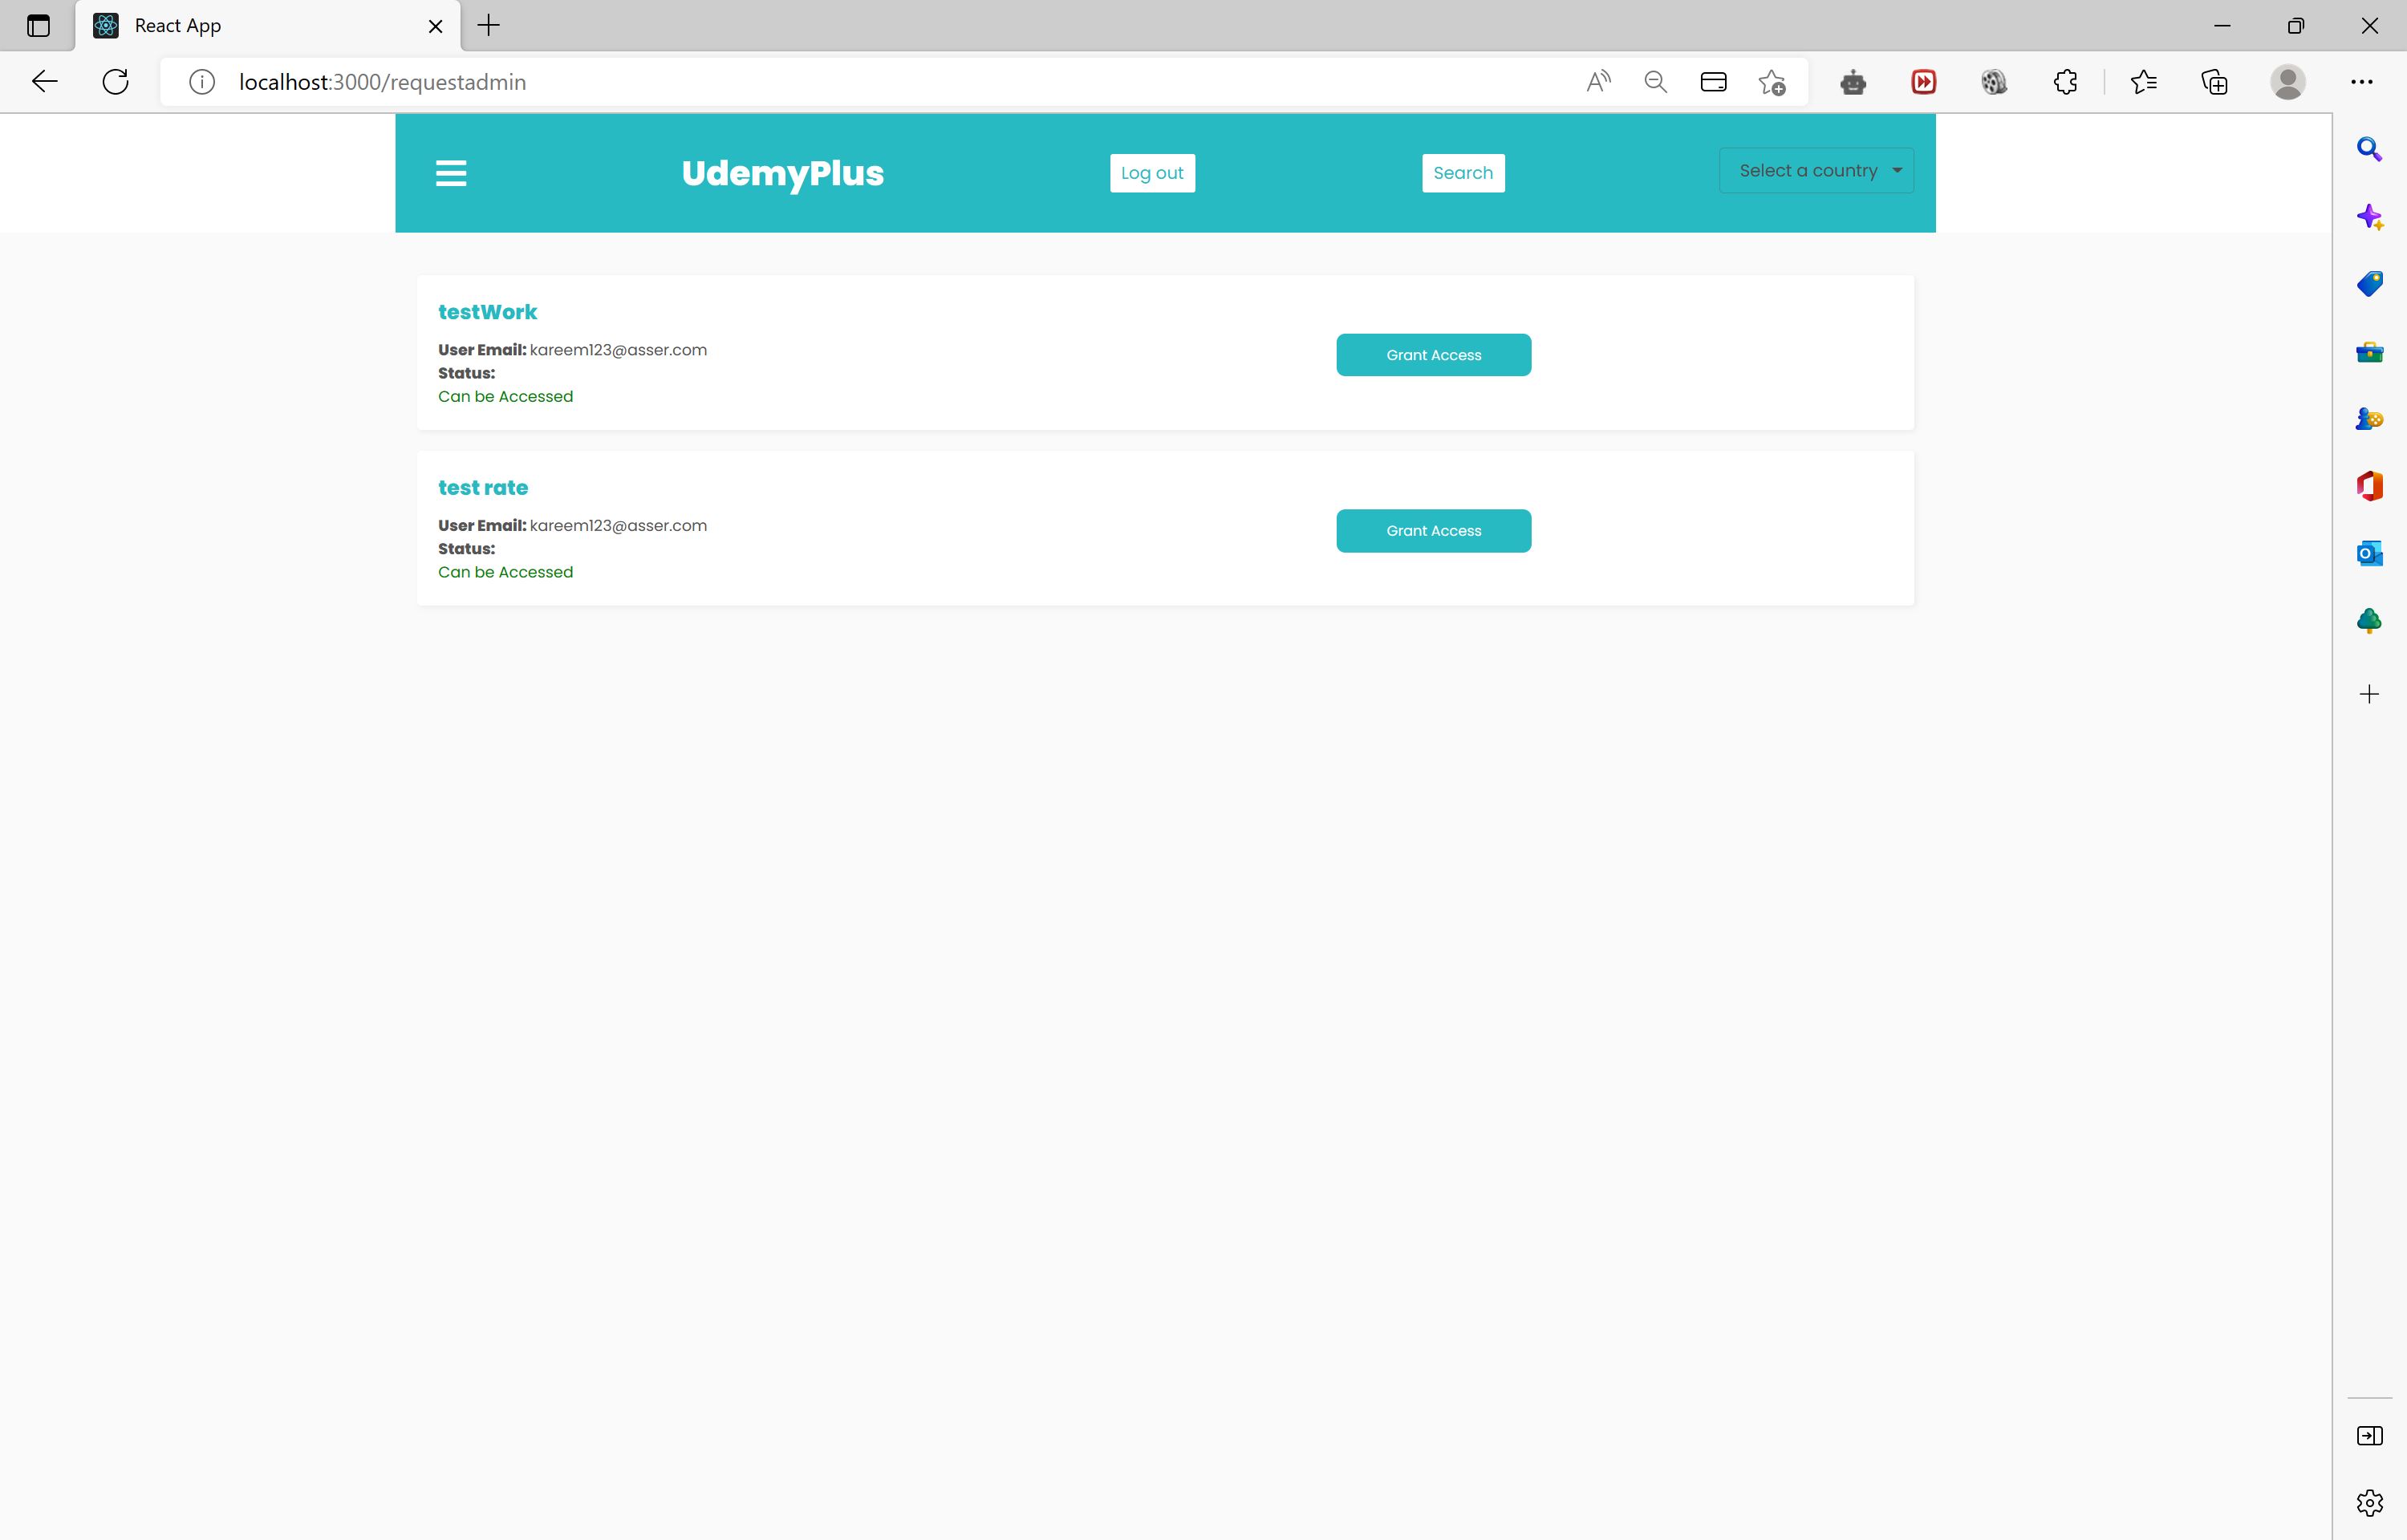 React App
localhost:3000/requestadmin
UdemyPlus
Log out
Search
Select a country
testWork
User Email: kareem123@asser.com
Status:
Can be Accessed
Grant Access
test rate
User Email: kareem123@asser.com
Status:
Can be Accessed
Grant Access